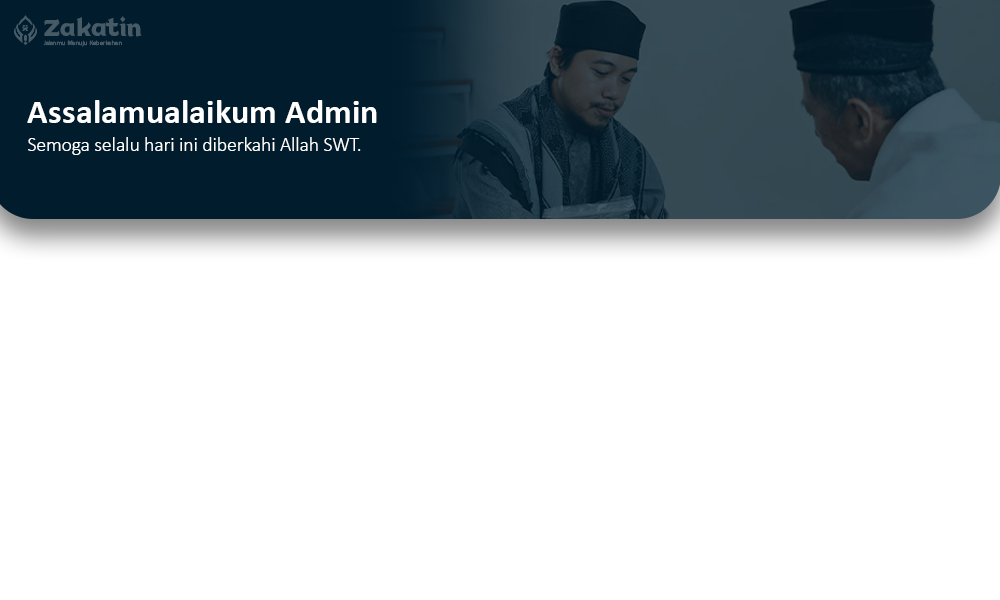 Zakatin
Jalanmu Menuju Keberkahan
Assalamualaikum Admin
Semoga selalu hari ini diberkahi Allah SWT.